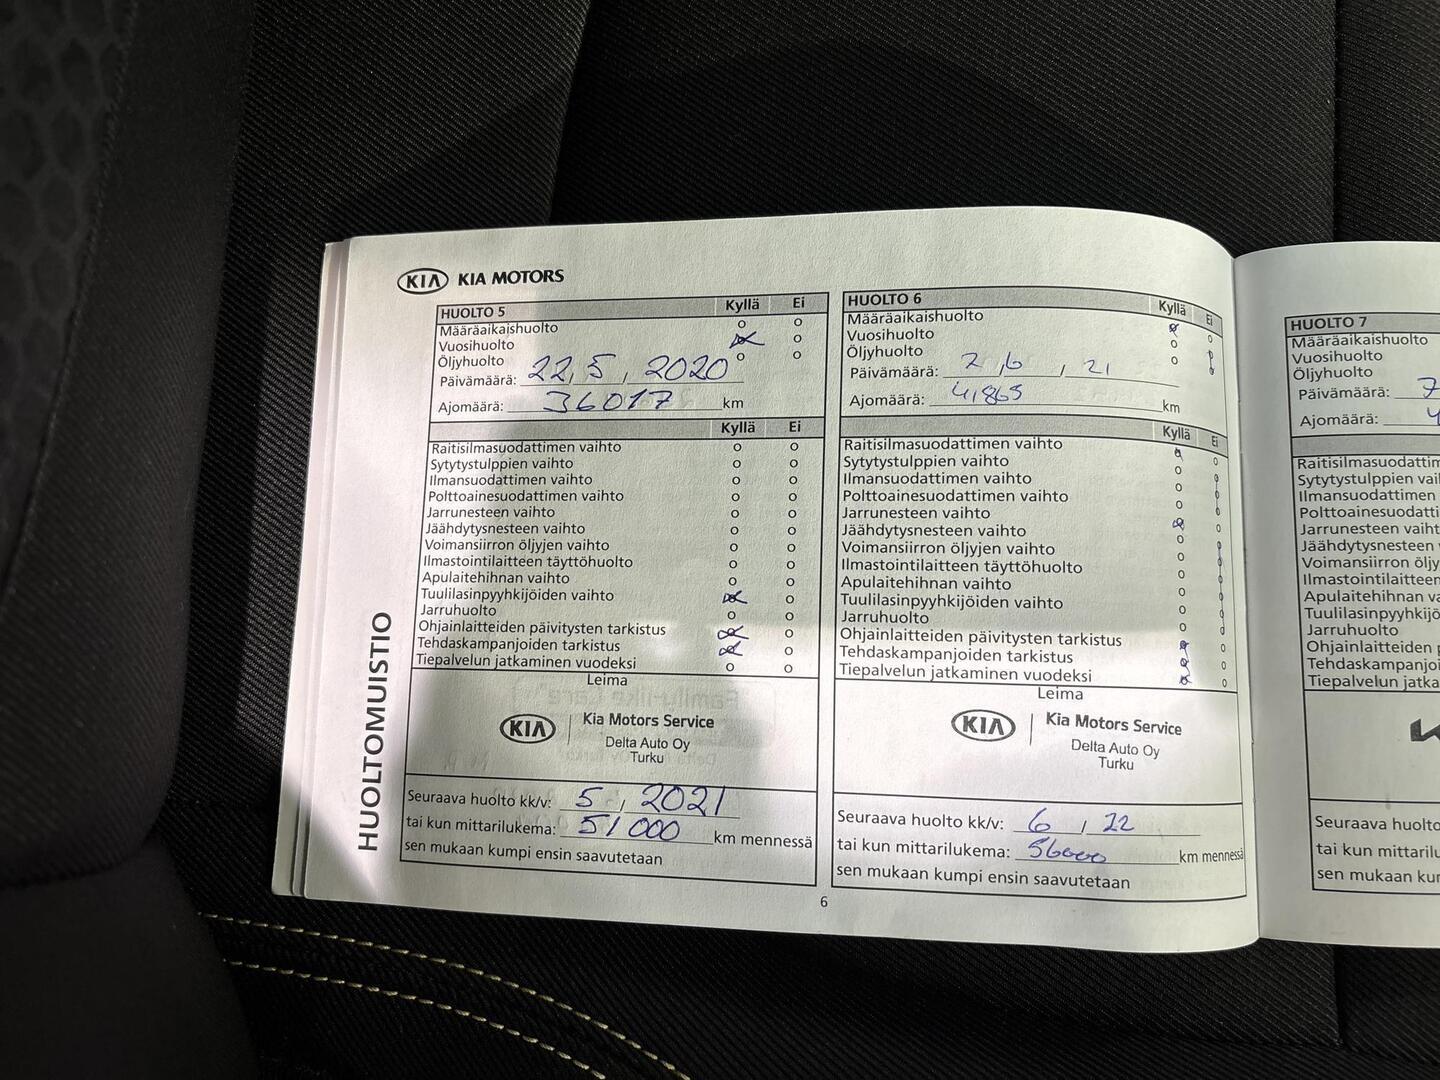 KIA KIA MOTORS
HUOLTO 5 Kyllä Ei
Määräaikaishuolto o o
Vuosihuolto o
Öljyhuolto o o
Päivämäärä: 22,5, 2020
Ajomäärä: 36017 km
Kyllä Ei
Raitisilmasuodattimen vaihto o o
Sytytystulppien vaihto o o
Ilmansuodattimen vaihto o o
Polttoainesuodattimen vaihto o o
Jarrunesteen vaihto o o
Jäähdytysnesteen vaihto o o
Voimansiirron öljyjen vaihto o o
Ilmastointilaitteen täyttöhuolto o o
Apulaitehihnan vaihto o o
Tuulilasinpyyhkijöiden vaihto o
Jarruhuolto o o
Ohjainlaitteiden päivitysten tarkistus o
Tehdaskampanjoiden tarkistus o
Tiepalvelun jatkaminen vuodeksi o o
Leima
KIA Kia Motors Service
Delta Auto Oy
Turku
Seuraava huolto kk/v: 5, 2021
tai kun mittarilukema: 51000 km mennessä
sen mukaan kumpi ensin saavutetaan
HUOLTO 6 Kyllä Ei
Määräaikaishuolto
Vuosihuolto
Öljyhuolto
Päivämäärä: 2,6, 21
Ajomäärä: 41865 km
Kyllä Ei
Raitisilmasuodattimen vaihto
Sytytystulppien vaihto
Ilmansuodattimen vaihto
Polttoainesuodattimen vaihto
Jarrunesteen vaihto
Jäähdytysnesteen vaihto
Voimansiirron öljyjen vaihto
Ilmastointilaitteen täyttöhuolto
Apulaitehihnan vaihto
Tuulilasinpyyhkijöiden vaihto
Jarruhuolto
Ohjainlaitteiden päivitysten tarkistus
Tehdaskampanjoiden tarkistus
Tiepalvelun jatkaminen vuodeksi
Leima
KIA Kia Motors Service
Delta Auto Oy
Turku
Seuraava huolto kk/v: 6, 22
tai kun mittarilukema: 56000 km mennessä
sen mukaan kumpi ensin saavutetaan
HUOLTOMUISTIO
6
HUOLTO 7
Määräaikaishuolto
Vuosihuolto
Öljyhuolto
Päivämäärä: 7
Ajomäärä: 4
Raitisilmasuodattim
Sytytystulppien vai
Ilmansuodattimen
Polttoainesuodatti
Jarrunesteen vaiht
Jäähdytysnesteen
Voimansiirron öljy
Ilmastointilaitteen
Apulaitehihnan va
Tuulilasinpyyhkijö
Jarruhuolto
Ohjainlaitteiden p
Tehdaskampanjoi
Tiepalvelun jatka
Seuraava huolto
tai kun mittarilu
sen mukaan kur